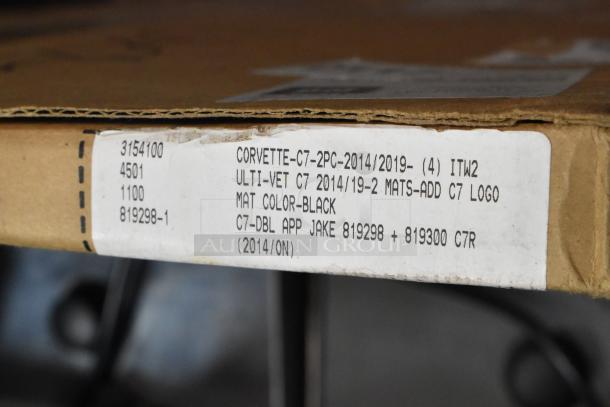 3154100 CORVETTE-C7-2PC-2014/2019- (4) ITW2
4501 ULTI-VET C7 2014/19-2 MATS-ADD C7 LOGO
1100 MAT COLOR-BLACK
819298-1 C7-DBL APP JAKE 819298 + 819300 C7R
(2014/ON)
AUCTION GROUP